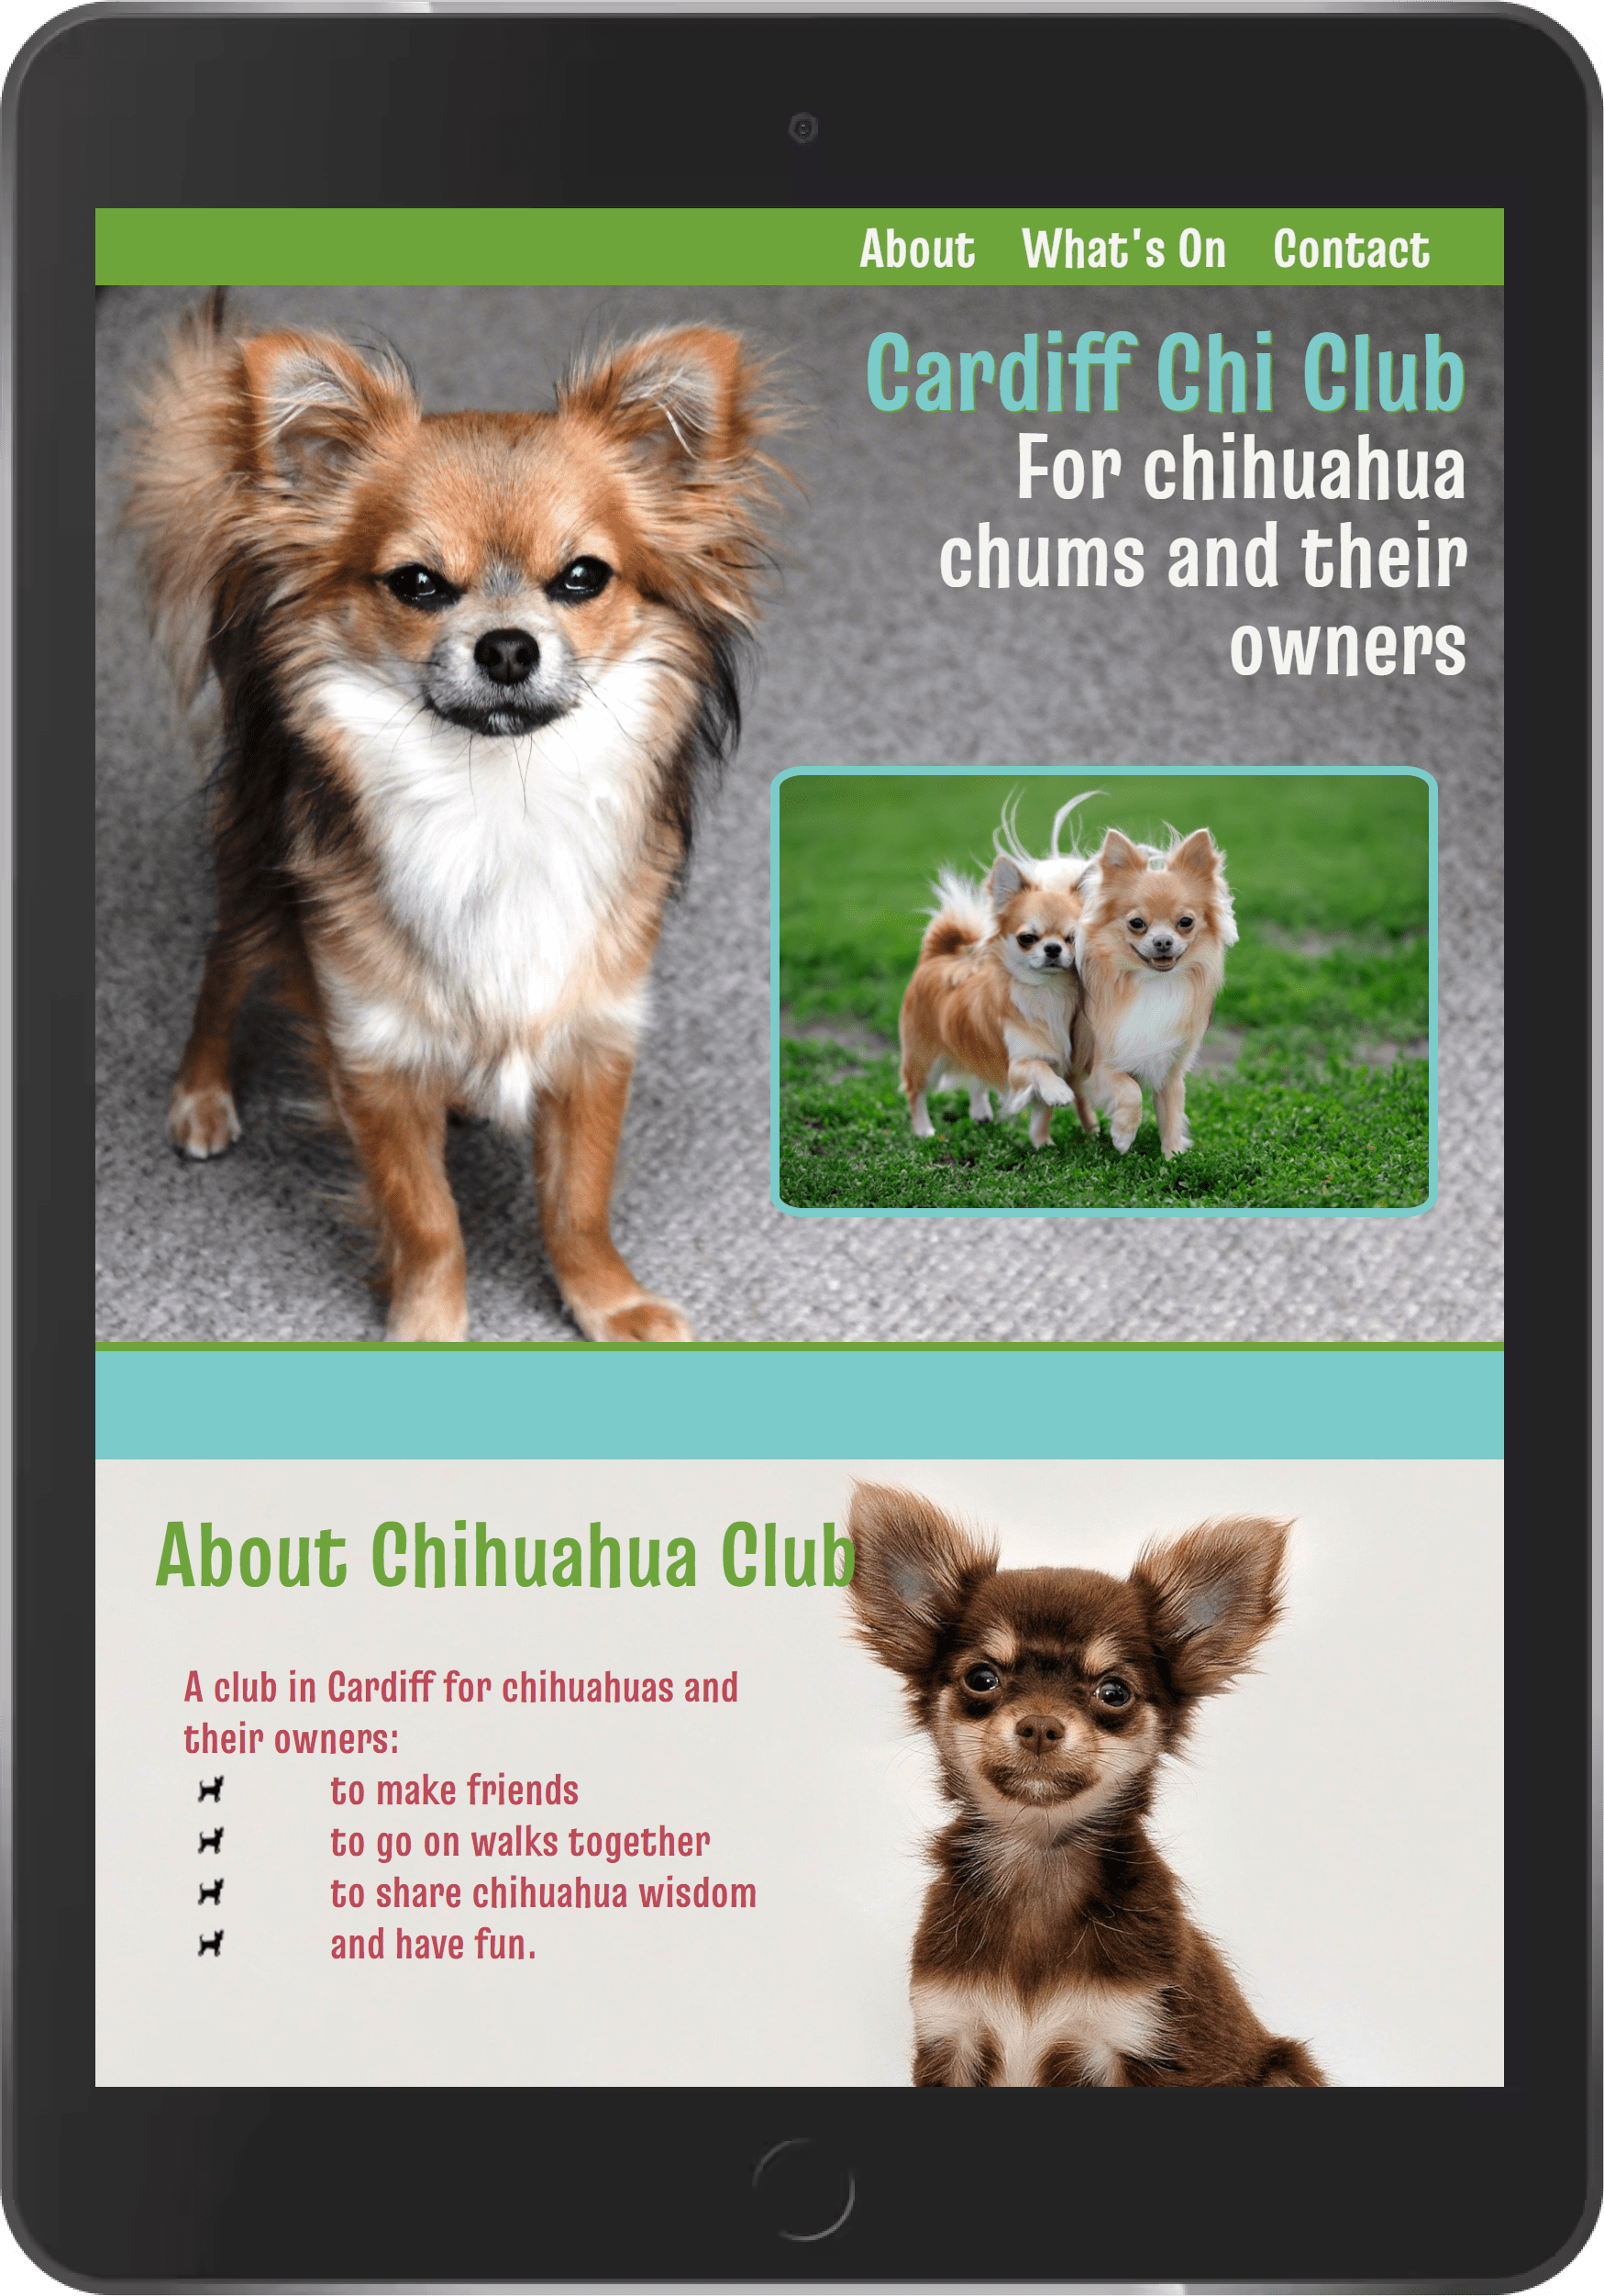 About What's On Contact
Cardiff Chi Club
For chihuahua
chums and their
owners
About Chihuahua Club
A club in Cardiff for chihuahuas and
their owners:
to make friends
to go on walks together
to share chihuahua wisdom
and have fun.